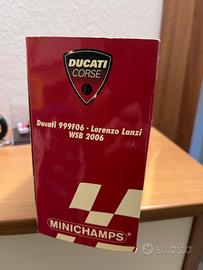 DUCATI
CORSE
Ducati 999F06 - Lorenzo Lanzi
WSB 2006
MINICHAMPS®
subito